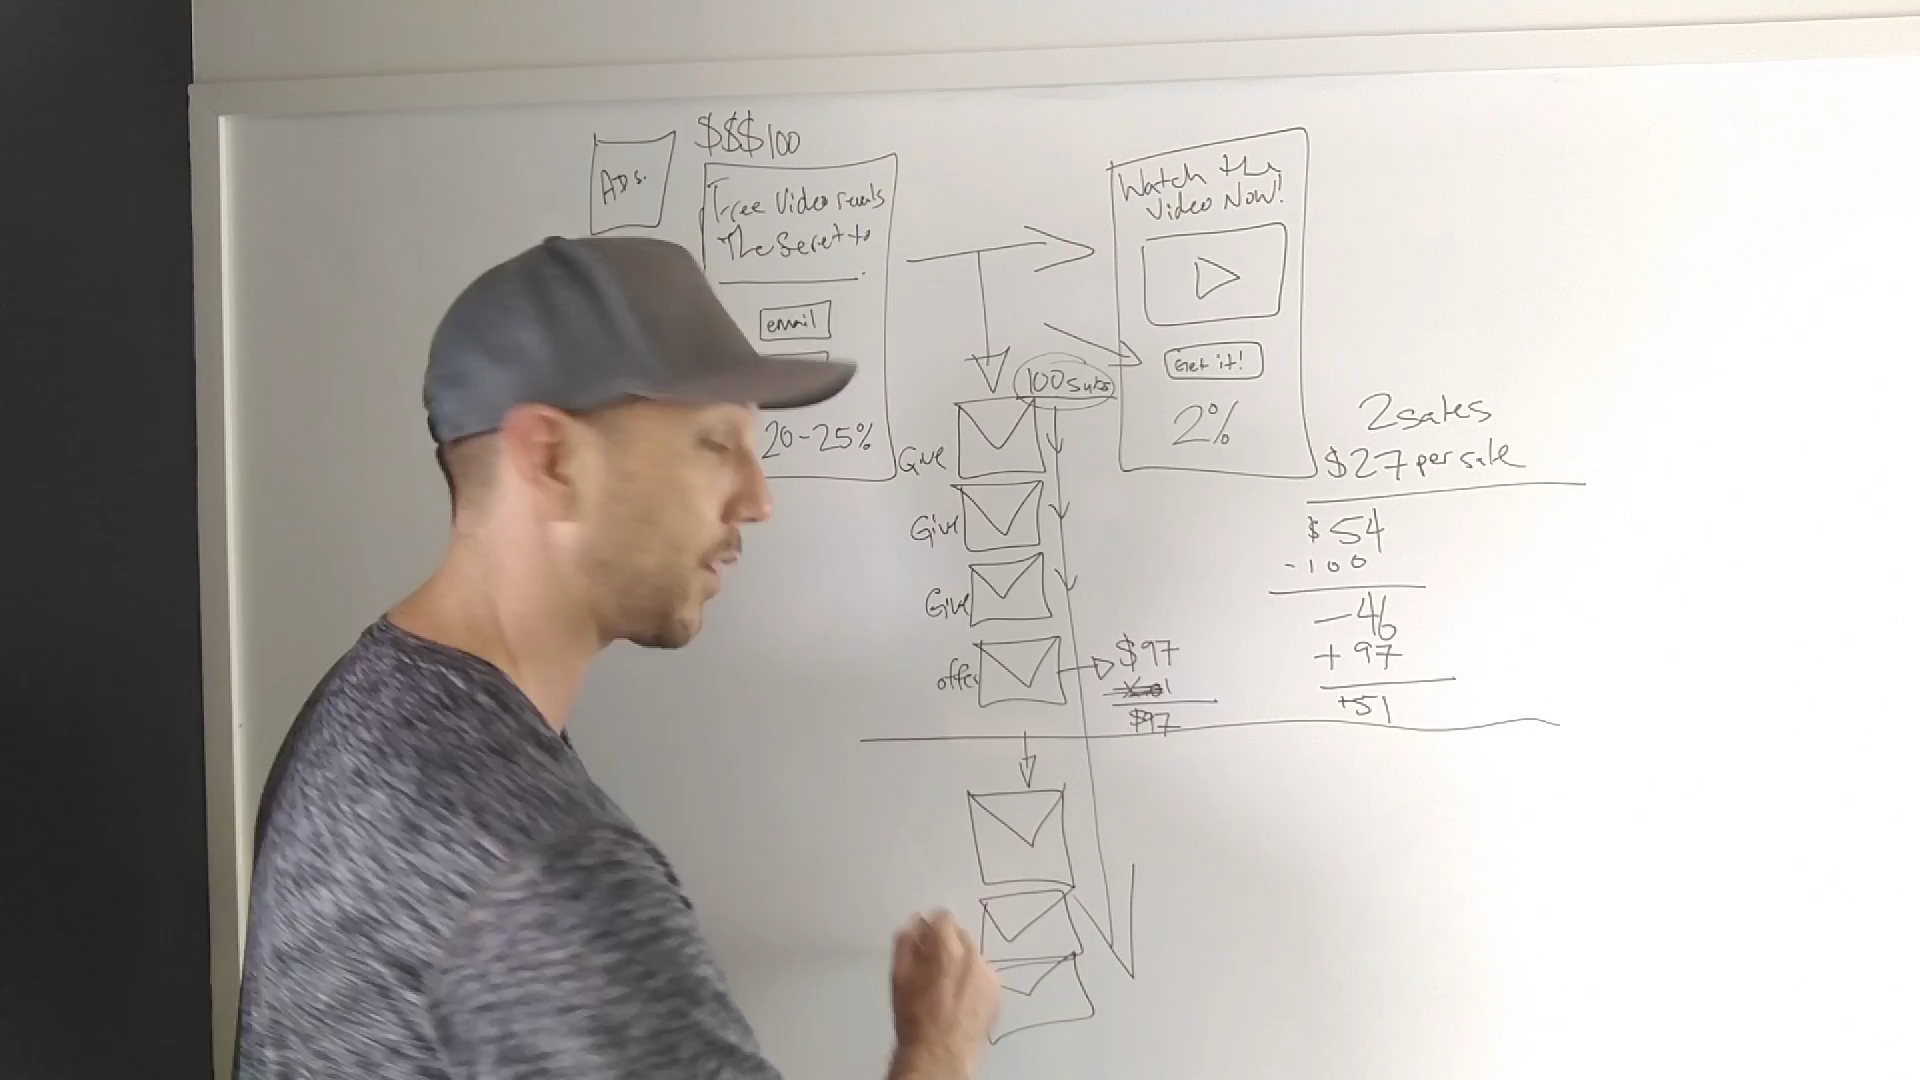 ADs.
$$$100
Free Video reveals
The Secret to
email
20-25%
Watch the
Video Now!
Get it!
2%
100 subs
Give
Give
Give
offer
$97
$97
2 sales
$27 per sale
$54
-100
-46
+97
+51